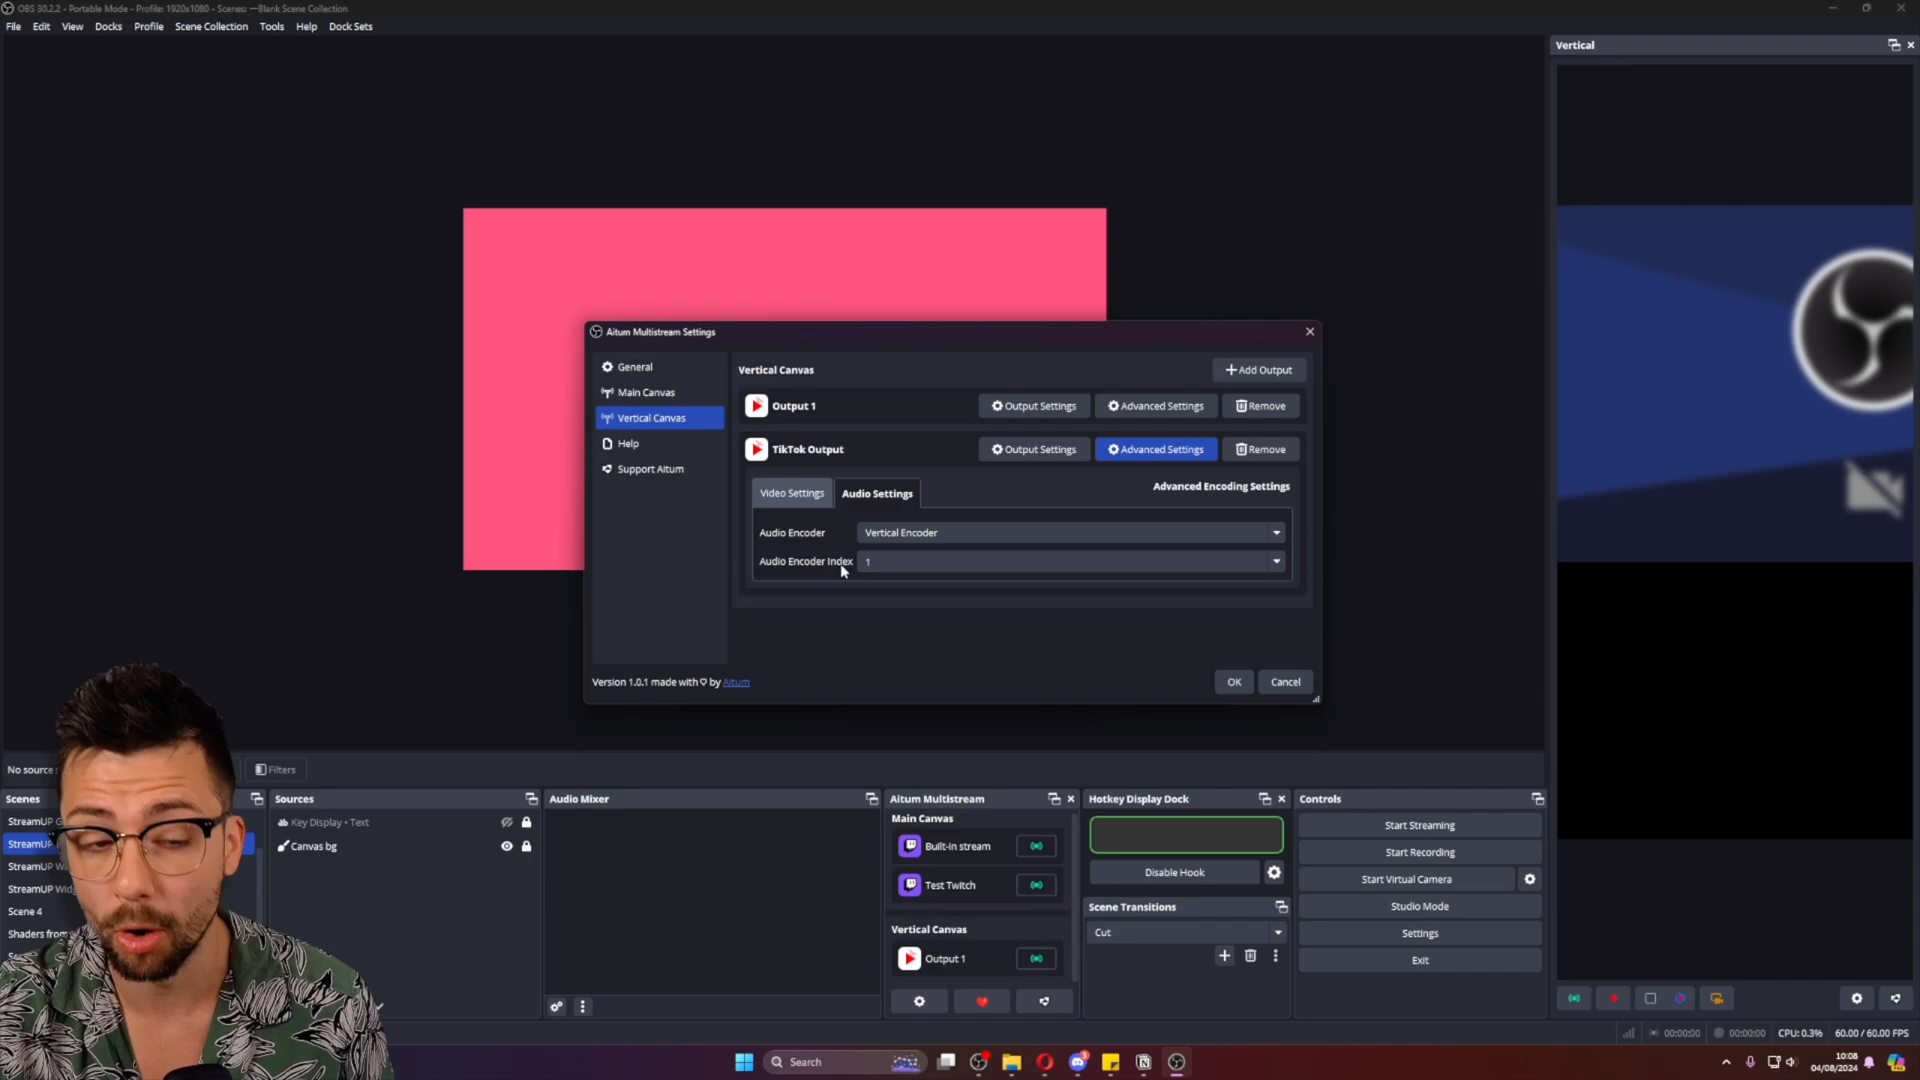 OBS 30.2.2 - Portable Mode - Profile: 1920x1080 - Scenes: —Blank Scene Collection
File Edit View Docks Profile Scene Collection Tools Help Dock Sets
Vertical
Aitum Multistream Settings
General
Main Canvas
Vertical Canvas
Help
Support Aitum
Vertical Canvas
Add Output
Output 1
Output Settings
Advanced Settings
Remove
TikTok Output
Output Settings
Advanced Settings
Remove
Video Settings
Audio Settings
Advanced Encoding Settings
Audio Encoder
Vertical Encoder
Audio Encoder Index
1
Version 1.0.1 made with ♡ by Aitum
OK
Cancel
No source
Filters
Scenes
StreamUP
StreamUP
StreamUP
StreamUP
Scene 4
Shaders from
Sources
Key Display • Text
Canvas bg
Audio Mixer
Aitum Multistream
Main Canvas
Built-in stream
Test Twitch
Vertical Canvas
Output 1
Hotkey Display Dock
Disable Hook
Scene Transitions
Cut
Controls
Start Streaming
Start Recording
Start Virtual Camera
Studio Mode
Settings
Exit
00:00:00
00:00:00
CPU: 0.3%
60.00 / 60.00 FPS
Search
10:08
04/08/2024